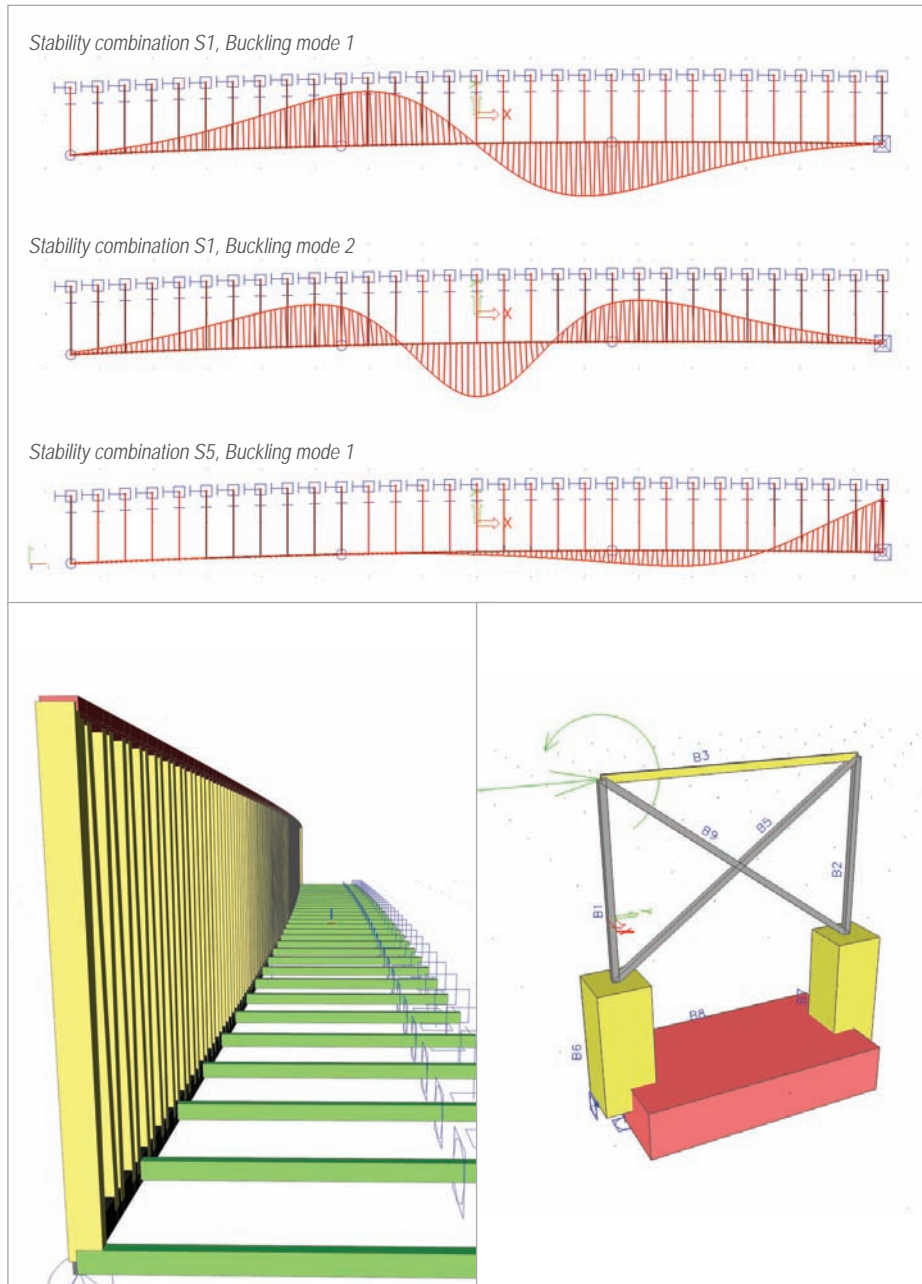 Stability combination S1, Buckling mode 1
X
Stability combination S1, Buckling mode 2
X
Stability combination S5, Buckling mode 1
X
B3
B9
B5
B2
B1
Y
B8
B6